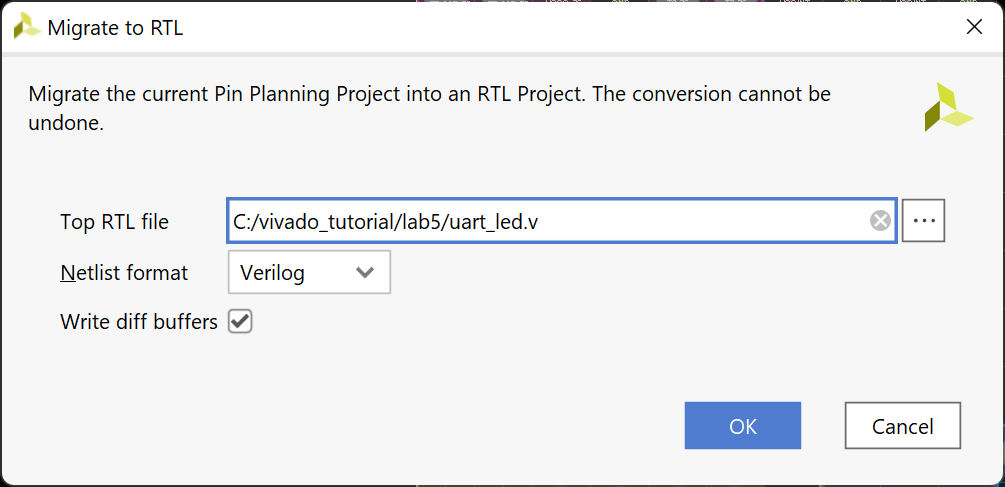 Migrate to RTL
Migrate the current Pin Planning Project into an RTL Project. The conversion cannot be
undone.
Top RTL file
C:/vivado_tutorial/lab5/uart_led.v
...
Netlist format
Verilog
Write diff buffers
OK
Cancel